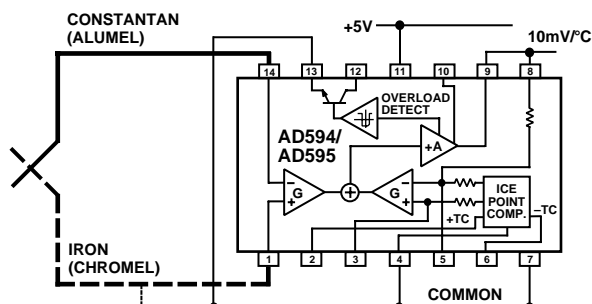 CONSTANTAN
(ALUMEL)
+5V
10mV/°C
14
13
12
11
10
9
8
OVERLOAD
DETECT
AD594/
AD595
+A
–
+
G
+
G
–
+
ICE
POINT
COMP.
+TC
–TC
IRON
(CHROMEL)
1
2
3
4
5
6
7
COMMON